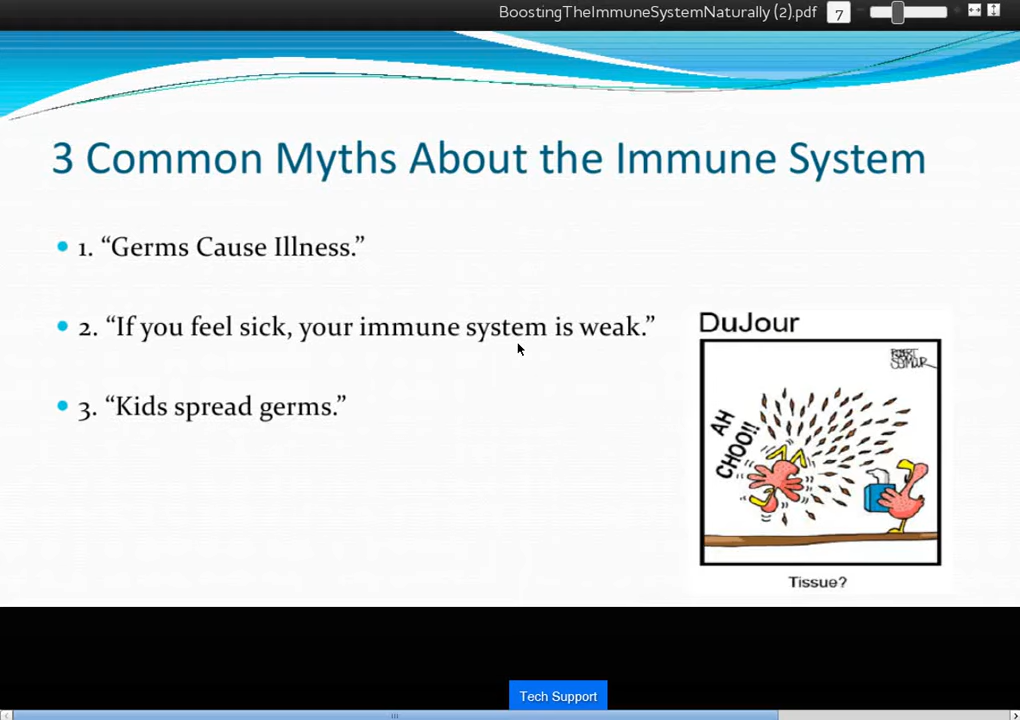 BoostingTheImmuneSystemNaturally (2).pdf 7
3 Common Myths About the Immune System
• 1. “Germs Cause Illness.”
• 2. “If you feel sick, your immune system is weak.”
• 3. “Kids spread germs.”
DuJour
AH
CHOO!!
Tissue?
Tech Support